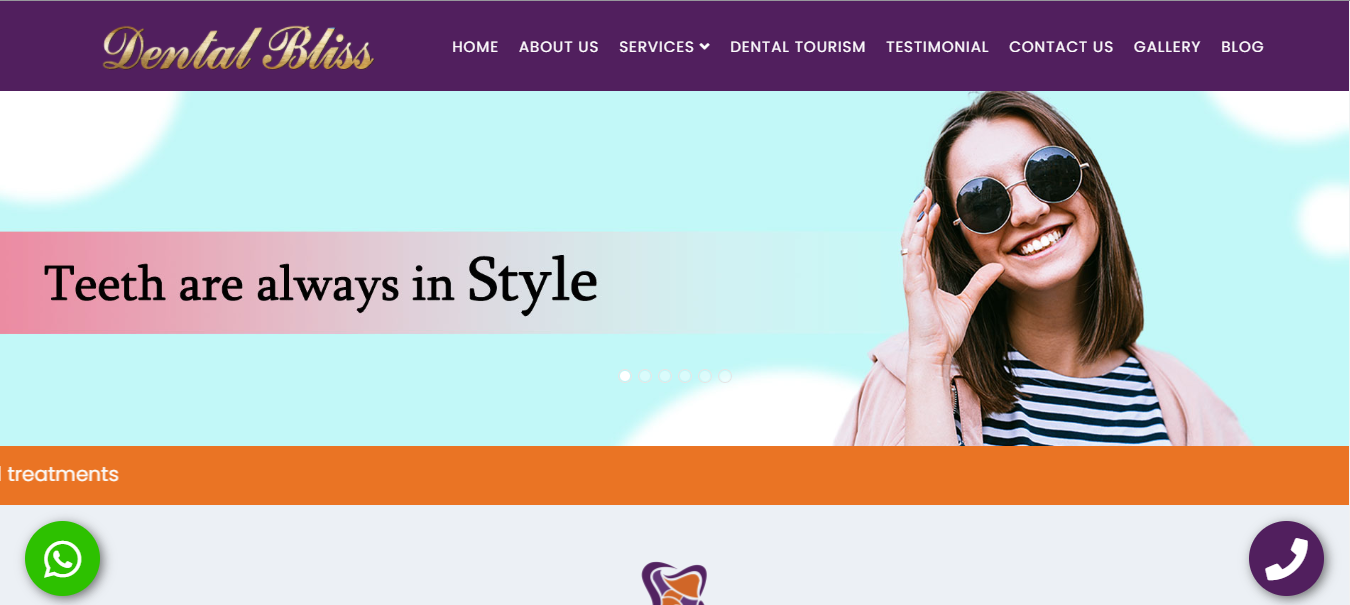 Dental Bliss
HOME ABOUT US SERVICES DENTAL TOURISM TESTIMONIAL CONTACT US GALLERY BLOG
Teeth are always in Style
treatments